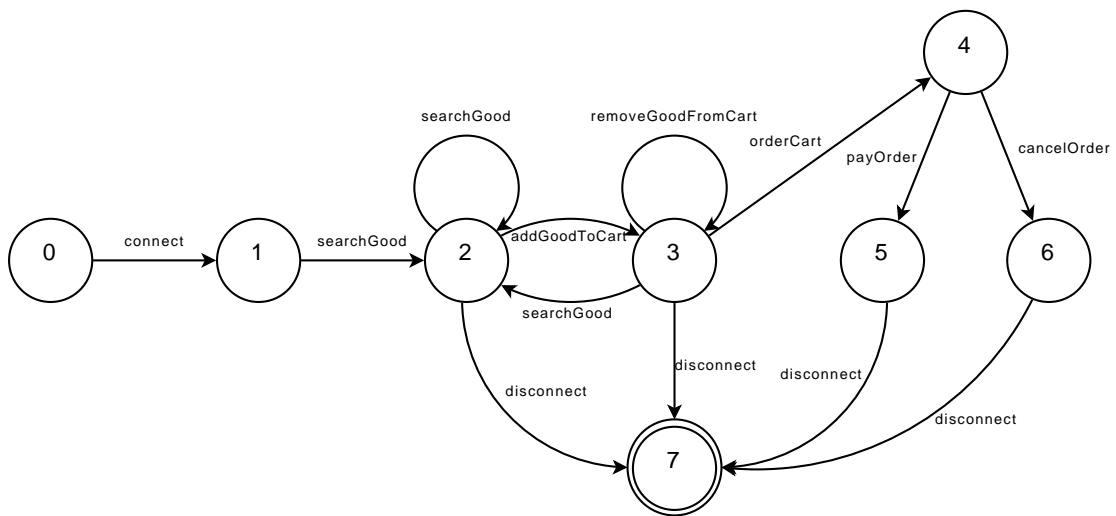 4
searchGood
removeGoodFromCart
orderCart
payOrder
cancelOrder
0
connect
1
searchGood
2
addGoodToCart
3
5
6
searchGood
disconnect
disconnect
disconnect
disconnect
7